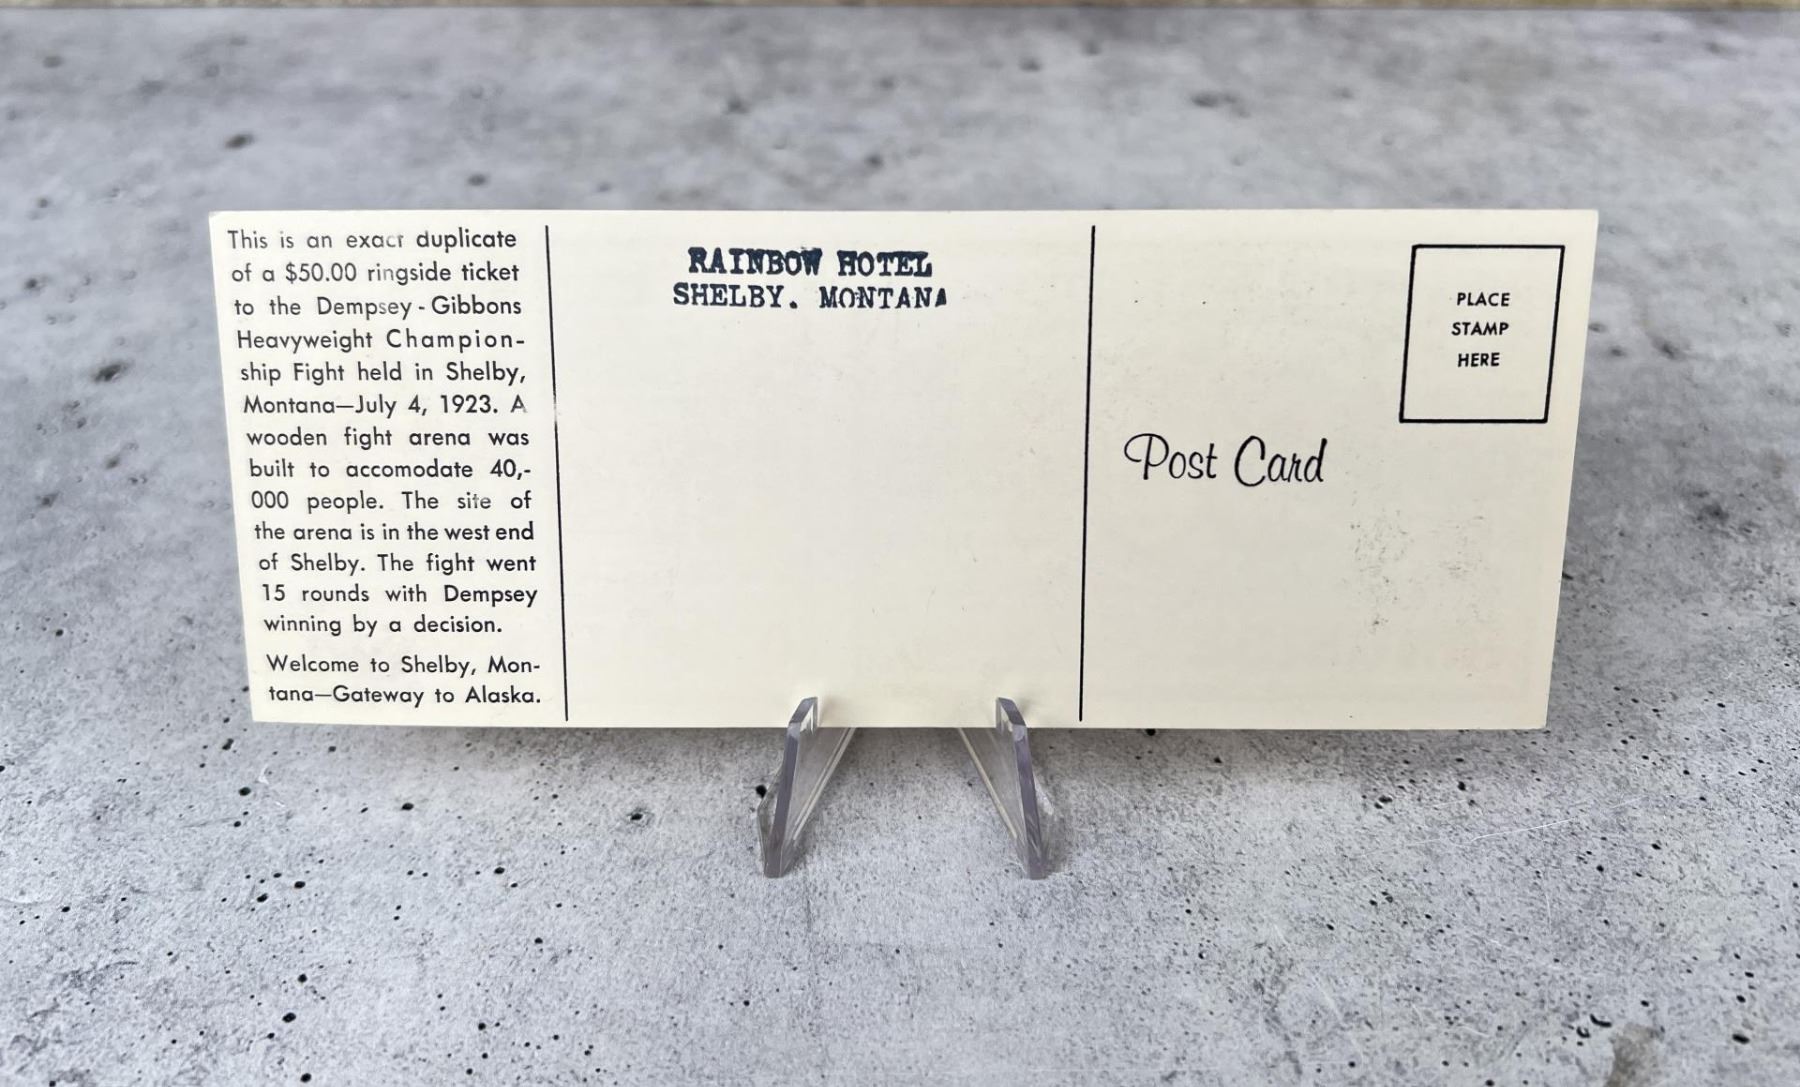 This is an exact duplicate
of a $50.00 ringside ticket
to the Dempsey - Gibbons
Heavyweight Champion-
ship Fight held in Shelby,
Montana—July 4, 1923. A
wooden fight arena was
built to accomodate 40,-
000 people. The site of
the arena is in the west end
of Shelby. The fight went
15 rounds with Dempsey
winning by a decision.
Welcome to Shelby, Mon-
tana—Gateway to Alaska.
RAINBOW HOTEL
SHELBY. MONTANA
Post Card
PLACE
STAMP
HERE